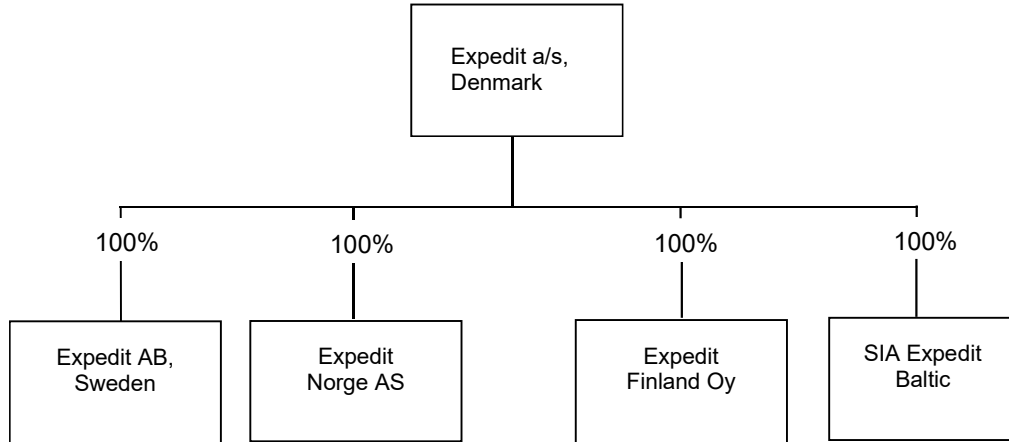 Expedit a/s,
Denmark
100%
100%
100%
100%
Expedit AB,
Sweden
Expedit
Norge AS
Expedit
Finland Oy
SIA Expedit
Baltic